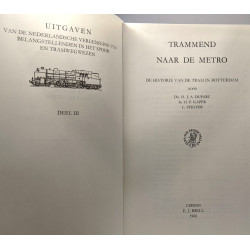 UITGAVEN
VAN DE NEDERLANDSCHE VEREENIGING VAN
BELANGSTELLENDEN IN HET SPOOR-
EN TRAMWEGWEZEN
DEEL III
TRAMMEND
NAAR DE METRO
DE HISTORIE VAN DE TRAM IN ROTTERDAM
DOOR
LEIDEN
E. J. BRILL